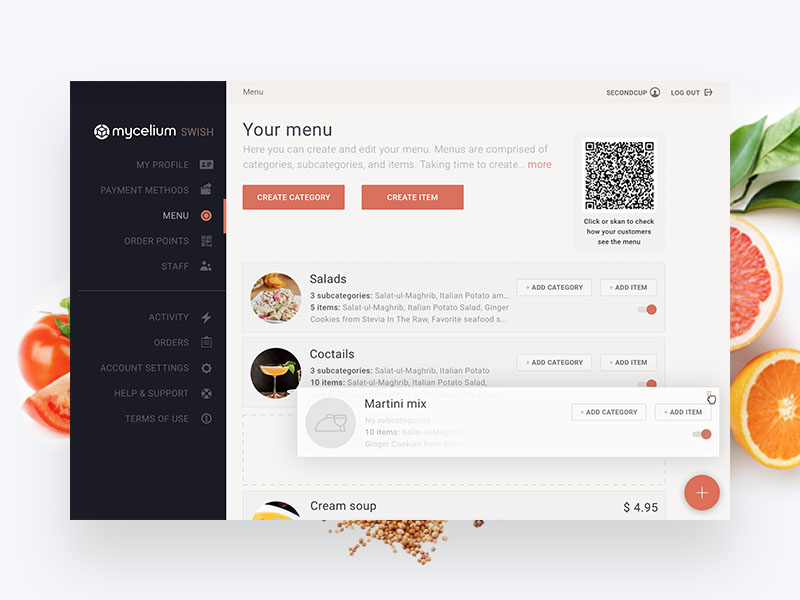 Menu
SECONDCUP
LOG OUT
mycelium SWISH
MY PROFILE
PAYMENT METHODS
MENU
ORDER POINTS
STAFF
ACTIVITY
ORDERS
ACCOUNT SETTINGS
HELP & SUPPORT
TERMS OF USE
Your menu
Here you can create and edit your menu. Menus are comprised of
categories, subcategories, and items. Taking time to create... more
CREATE CATEGORY
CREATE ITEM
Click or skan to check
how your customers
see the menu
Salads
3 subcategories: Salat-ul-Maghrib, Italian Potato am...
5 items: Salat-ul-Maghrib, Italian Potato Salad, Ginger
Cookies from Stevia In The Raw, Favorite seafood s...
+ ADD CATEGORY
+ ADD ITEM
Coctails
3 subcategories: Salat-ul-Maghrib, Italian Potato
10 items: Salat-ul-Maghrib, Italian Potato Salad,
+ ADD CATEGORY
+ ADD ITEM
Martini mix
No subcategories
10 items: Salat-ul-Maghrib, Italian P
Ginger Cookies from Stevia In
+ ADD CATEGORY
+ ADD ITEM
Cream soup
$ 4.95